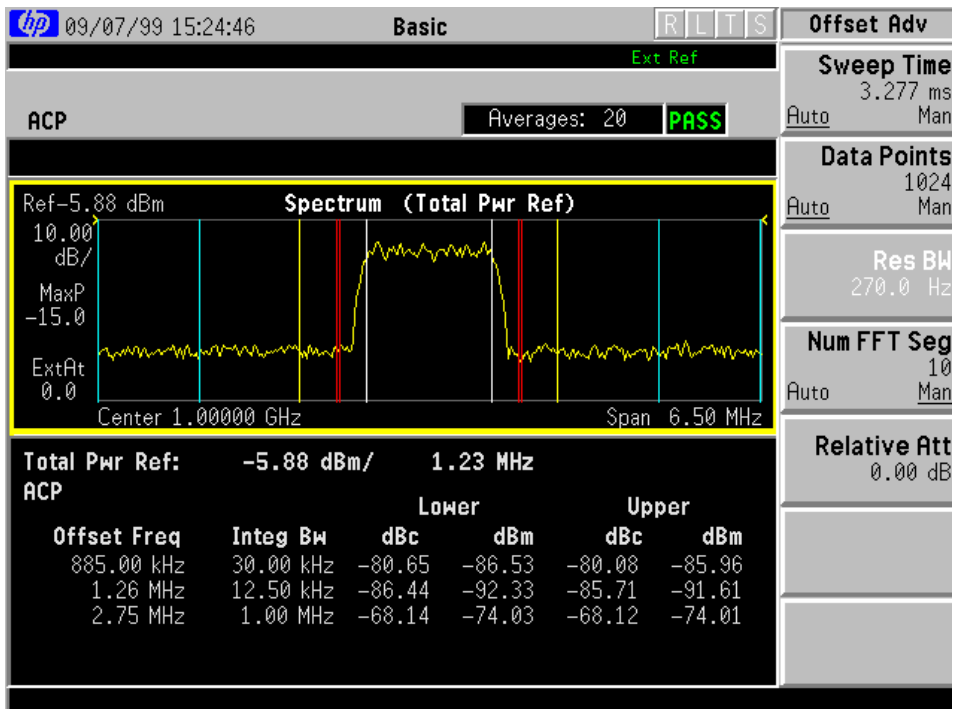 hp 09/07/99 15:24:46 Basic R L T S
Ext Ref
ACP Averages: 20 PASS
Ref-5.88 dBm Spectrum (Total Pwr Ref)
10.00
dB/
MaxP
-15.0
ExtAt
0.0
Center 1.00000 GHz Span 6.50 MHz
Total Pwr Ref: -5.88 dBm/ 1.23 MHz
ACP
Lower Upper
Offset Freq Integ Bw dBc dBm dBc dBm
885.00 kHz 30.00 kHz -80.65 -86.53 -80.08 -85.96
1.26 MHz 12.50 kHz -86.44 -92.33 -85.71 -91.61
2.75 MHz 1.00 MHz -68.14 -74.03 -68.12 -74.01
Offset Adv
Sweep Time
3.277 ms
Auto Man
Data Points
1024
Auto Man
Res BW
270.0 Hz
Num FFT Seg
10
Auto Man
Relative Att
0.00 dB